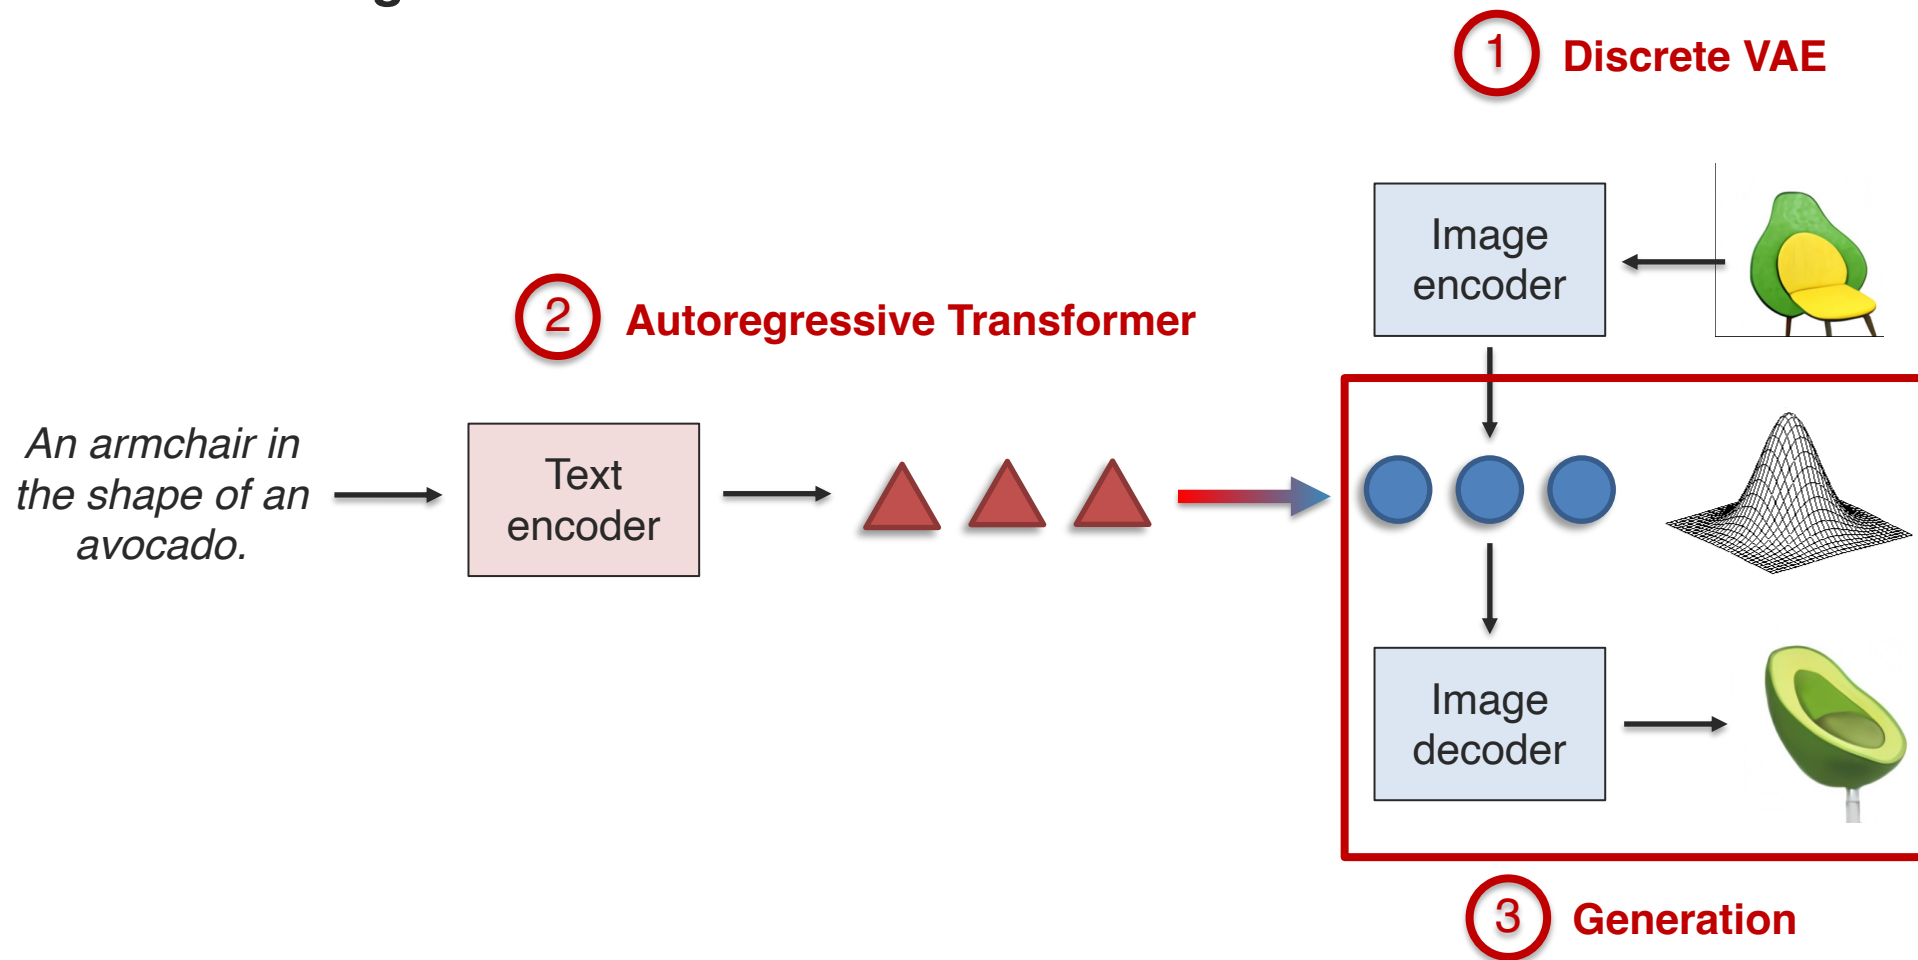 1 Discrete VAE
Image
encoder
2 Autoregressive Transformer
An armchair in
the shape of an
avocado.
Text
encoder
Image
decoder
3 Generation